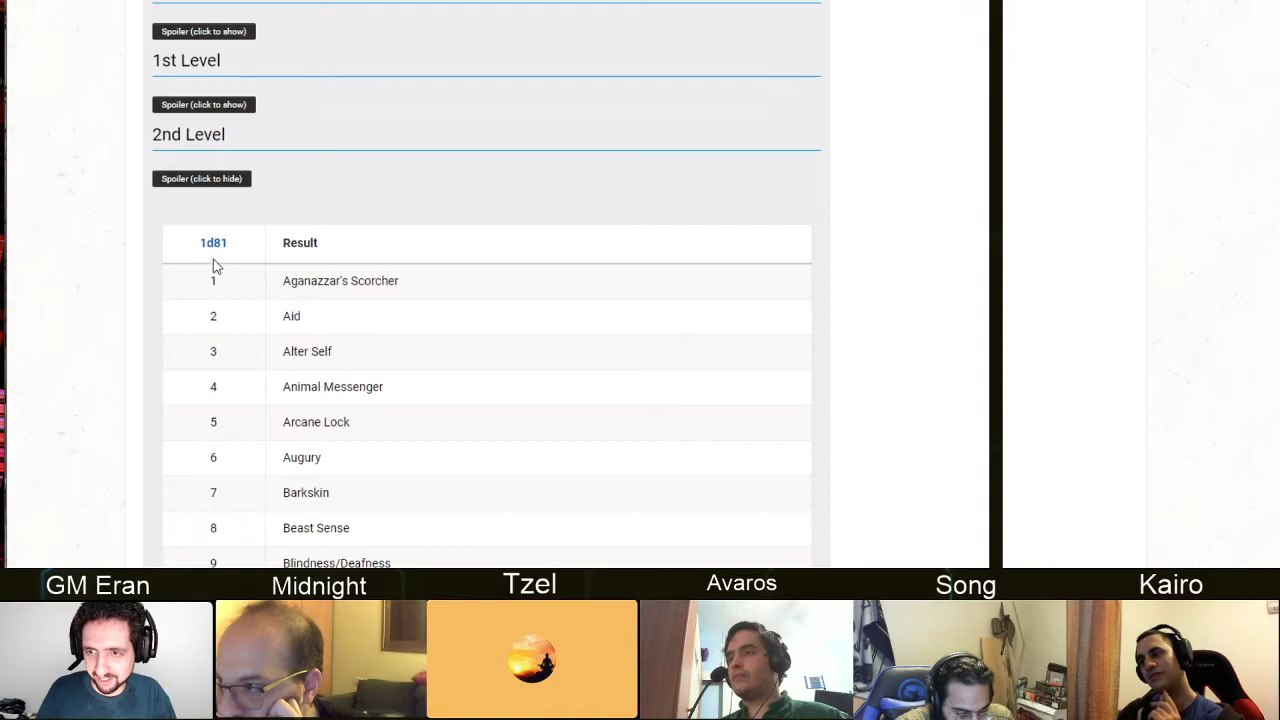 Spoiler (click to show)
1st Level
Spoiler (click to show)
2nd Level
Spoiler (click to hide)
1d81 Result
1 Aganazzar's Scorcher
2 Aid
3 Alter Self
4 Animal Messenger
5 Arcane Lock
6 Augury
7 Barkskin
8 Beast Sense
9 Blindness/Deafness
GM Eran Midnight Tzel Avaros Song Kairo